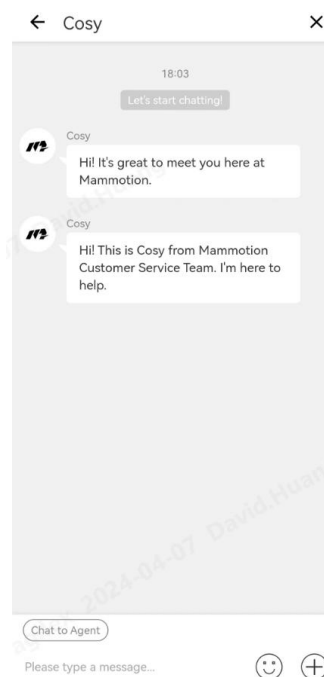 Cosy
18:03
Let's start chatting!
Cosy
Hi! It's great to meet you here at
Mammotion.
Cosy
Hi! This is Cosy from Mammotion
Customer Service Team. I'm here to
help.
2024-04-07 David.Huan
Chat to Agent
Please type a message...